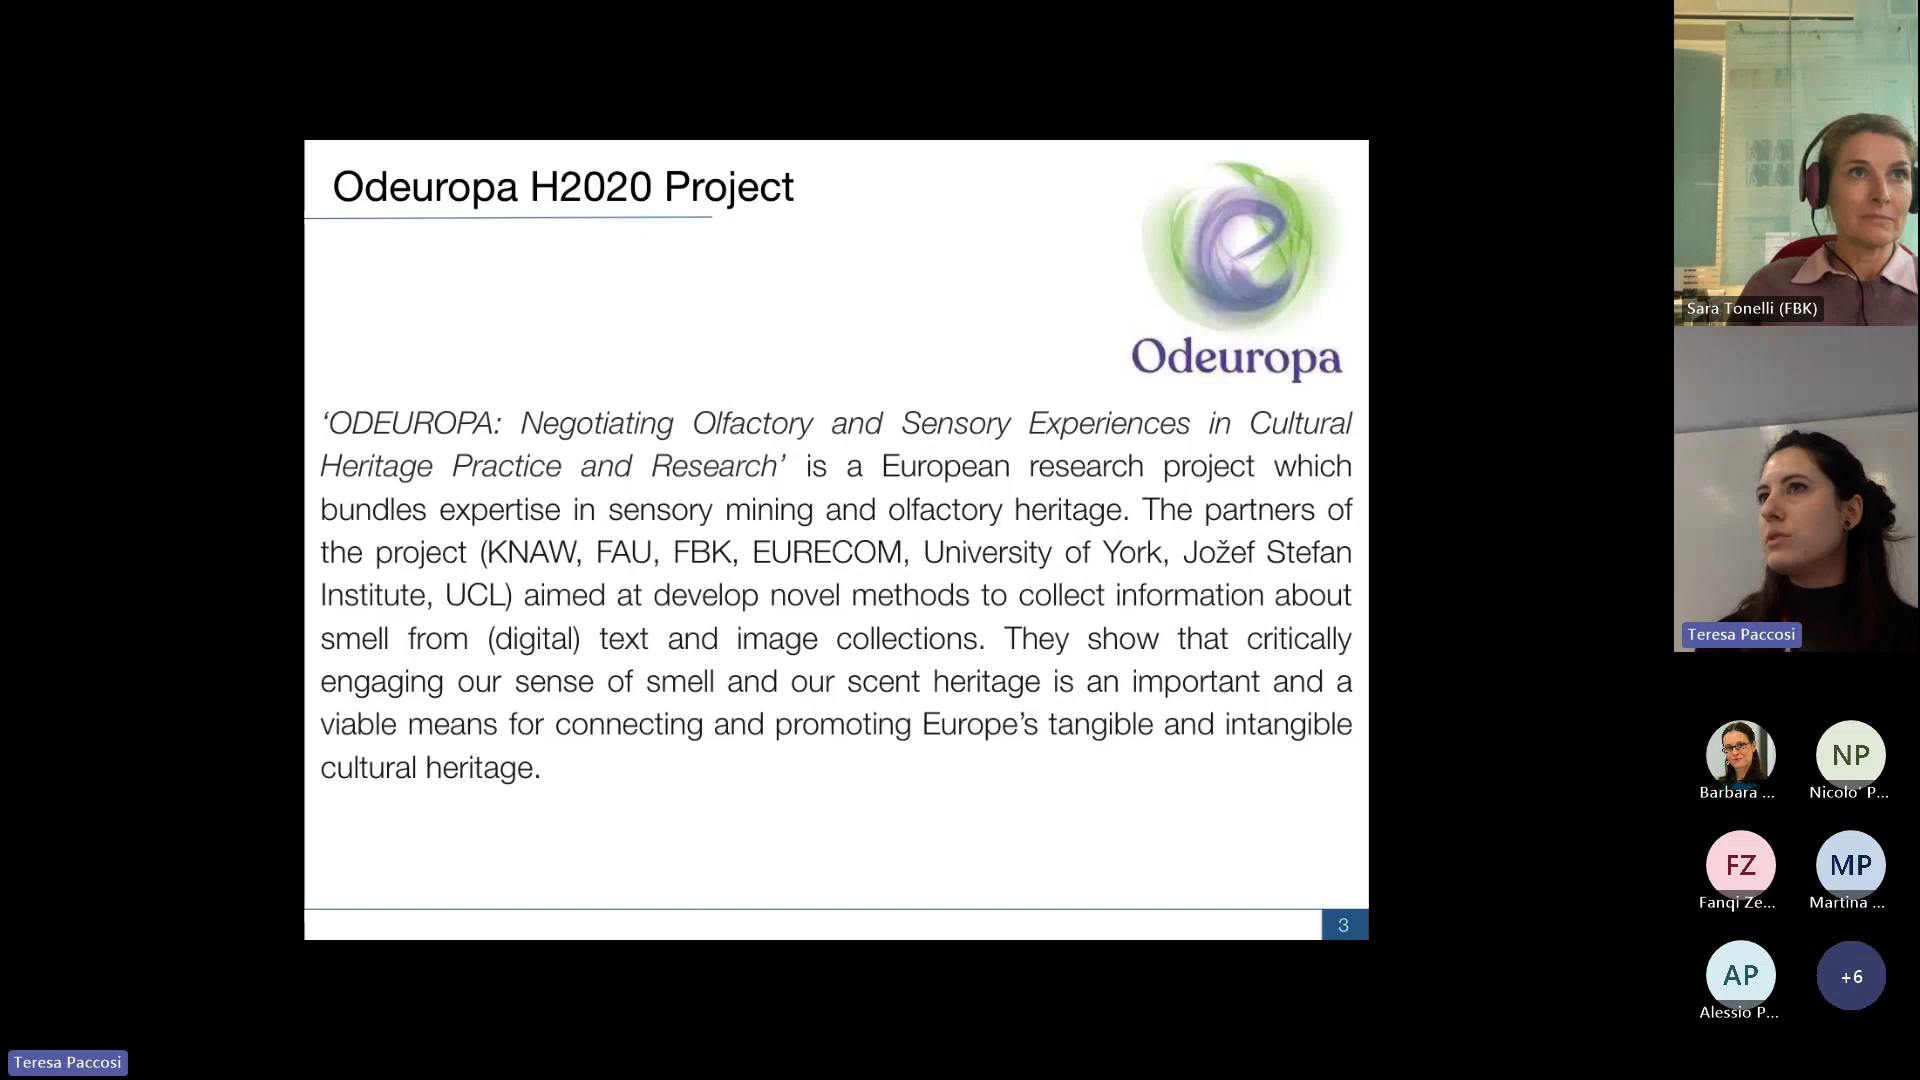 Odeuropa H2020 Project
Odeuropa
‘ODEUROPA: Negotiating Olfactory and Sensory Experiences in Cultural
Heritage Practice and Research’ is a European research project which
bundles expertise in sensory mining and olfactory heritage. The partners of
the project (KNAW, FAU, FBK, EURECOM, University of York, Jožef Stefan
Institute, UCL) aimed at develop novel methods to collect information about
smell from (digital) text and image collections. They show that critically
engaging our sense of smell and our scent heritage is an important and a
viable means for connecting and promoting Europe’s tangible and intangible
cultural heritage.
3
Sara Tonelli (FBK)
Teresa Paccosi
Barbara ...
NP
Nicolo' P...
FZ
Fanqi Ze...
MP
Martina ...
AP
Alessio P...
+6
Teresa Paccosi